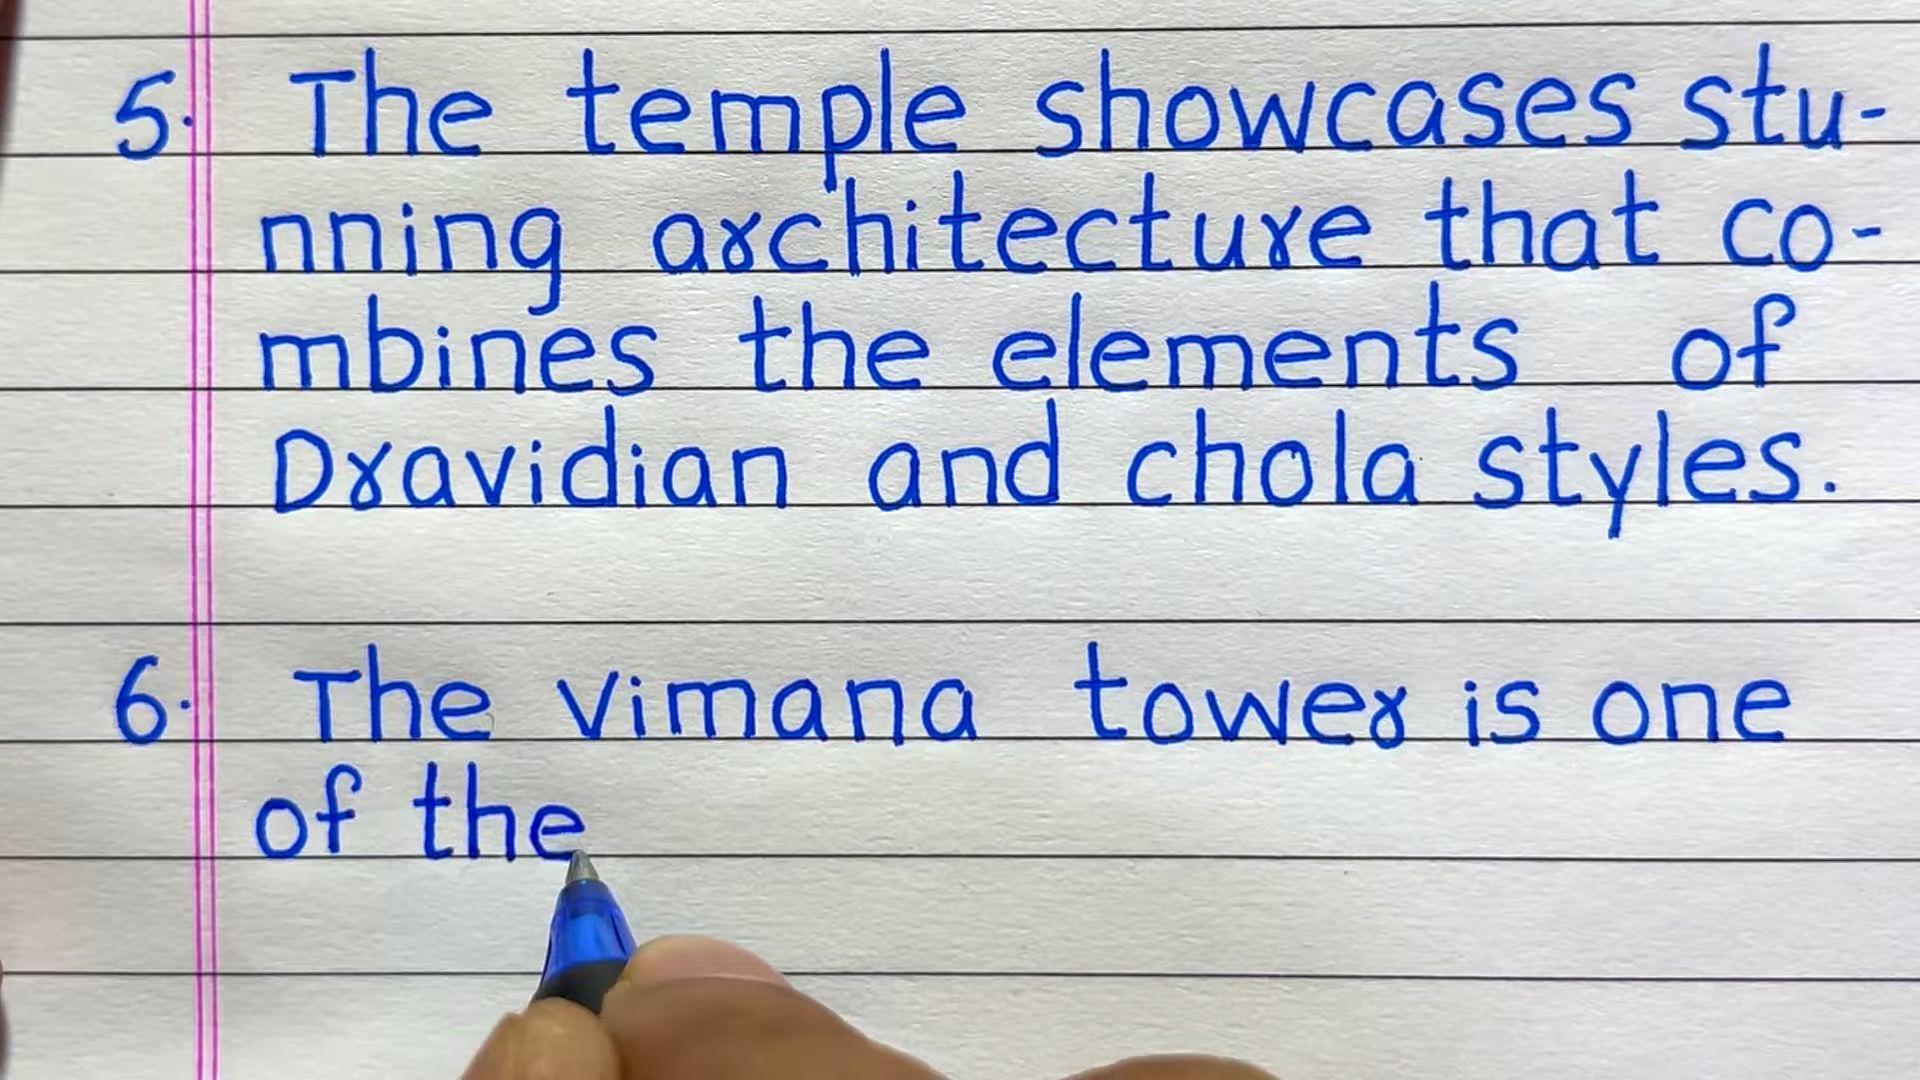 5. The temple showcases stu-
nning architecture that co-
mbines the elements of
Dravidian and chola styles.
6. The Vimana tower is one
of the